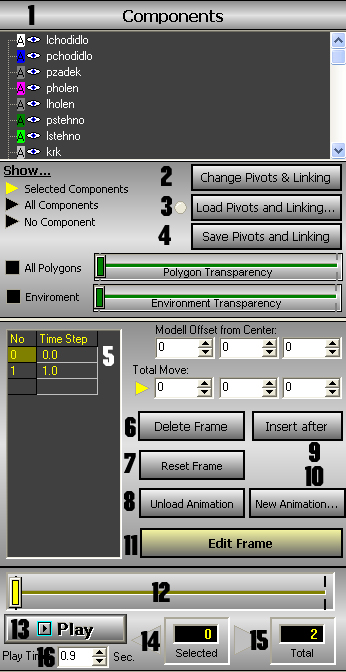 1 Components
A lchodidlo
A pchodidlo
A pzadek
A pholen
A lholen
A pstehno
A lstehno
A krk
Show...
Selected Components
All Components
No Component
2 Change Pivots & Linking
3 Load Pivots and Linking...
4 Save Pivots and Linking
All Polygons
Polygon Transparency
Enviroment
Environment Transparency
No Time Step
0 0.0
1 1.0
5
Modell Offset from Center:
0 0 0
Total Move:
0 0 0
6 Delete Frame Insert after
9
7 Reset Frame
10
8 Unload Animation New Animation...
11 Edit Frame
12
13 Play
14 0 Selected
15 2 Total
Play Tim 16 0.9 Sec.